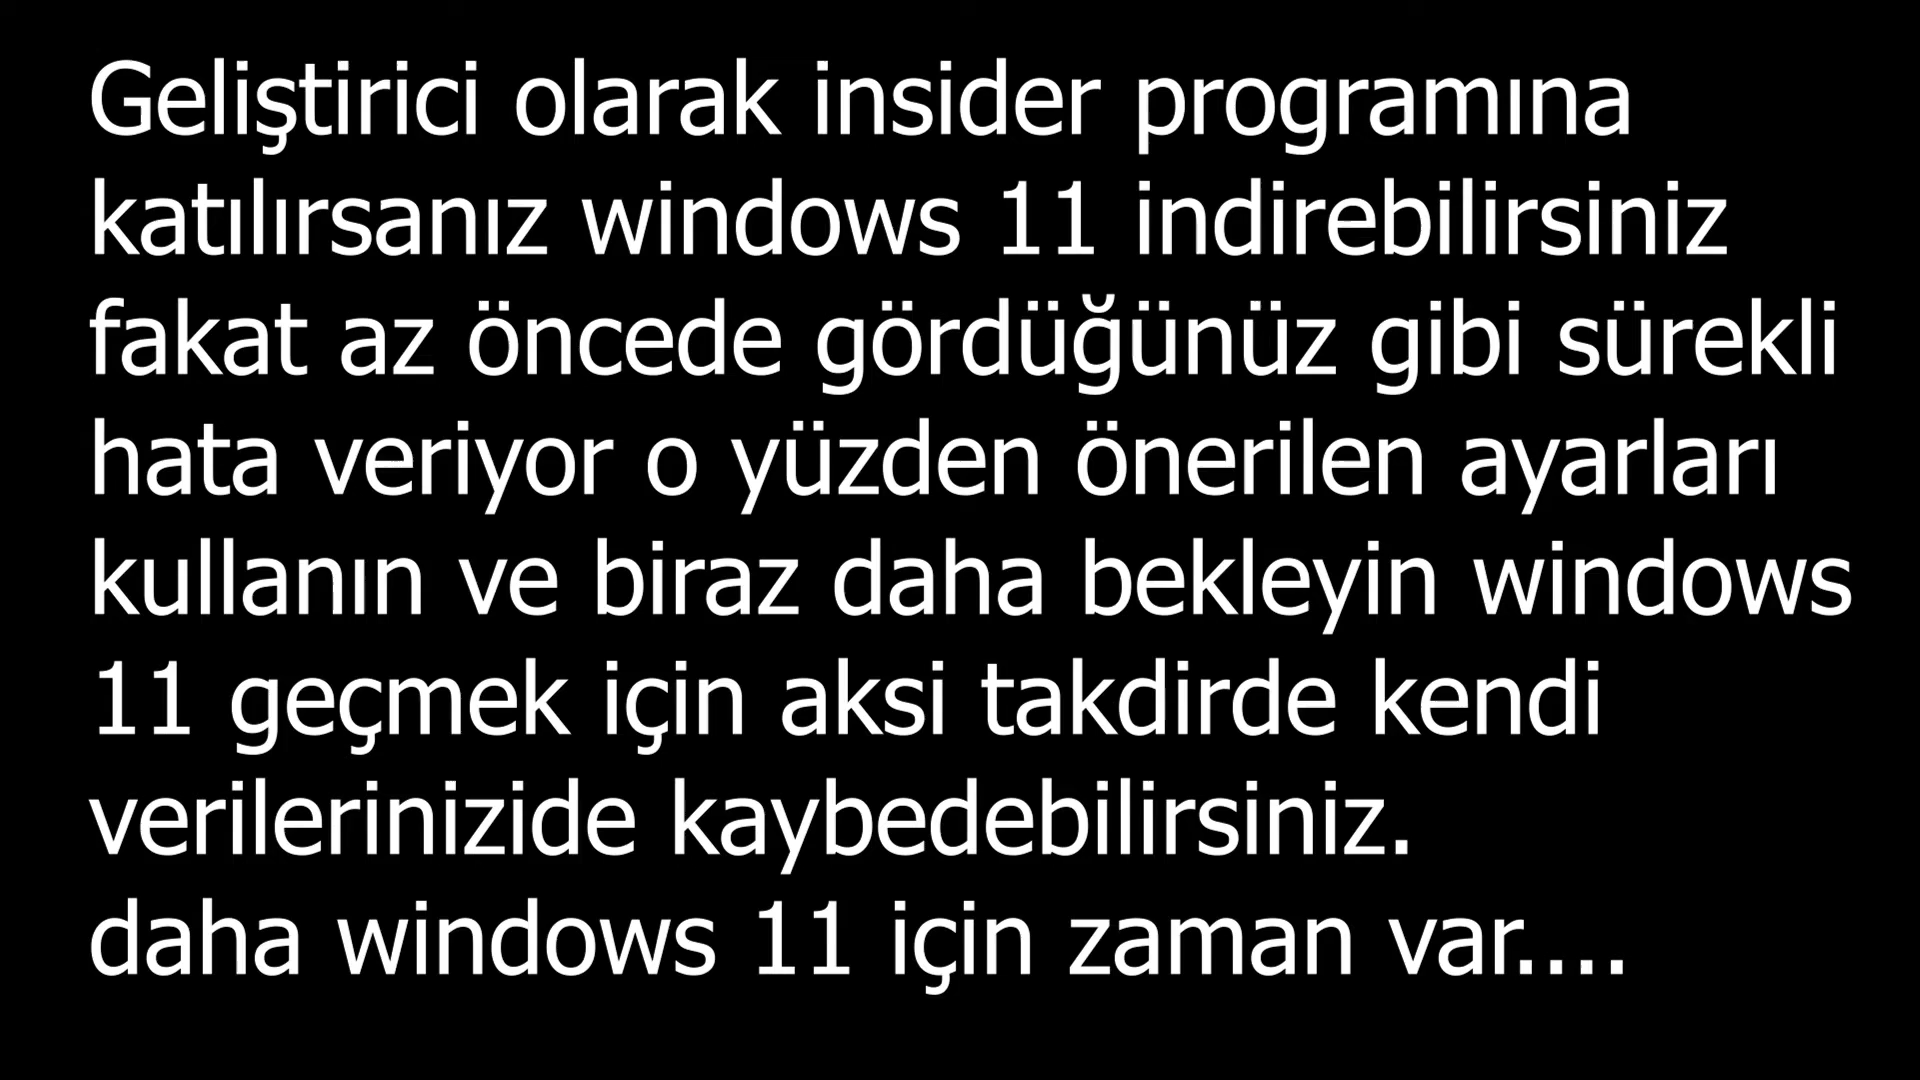 Geliştirici olarak insider programına
katılırsanız windows 11 indirebilirsiniz
fakat az öncede gördüğünüz gibi sürekli
hata veriyor o yüzden önerilen ayarları
kullanın ve biraz daha bekleyin windows
11 geçmek için aksi takdirde kendi
verilerinizide kaybedebilirsiniz.
daha windows 11 için zaman var....